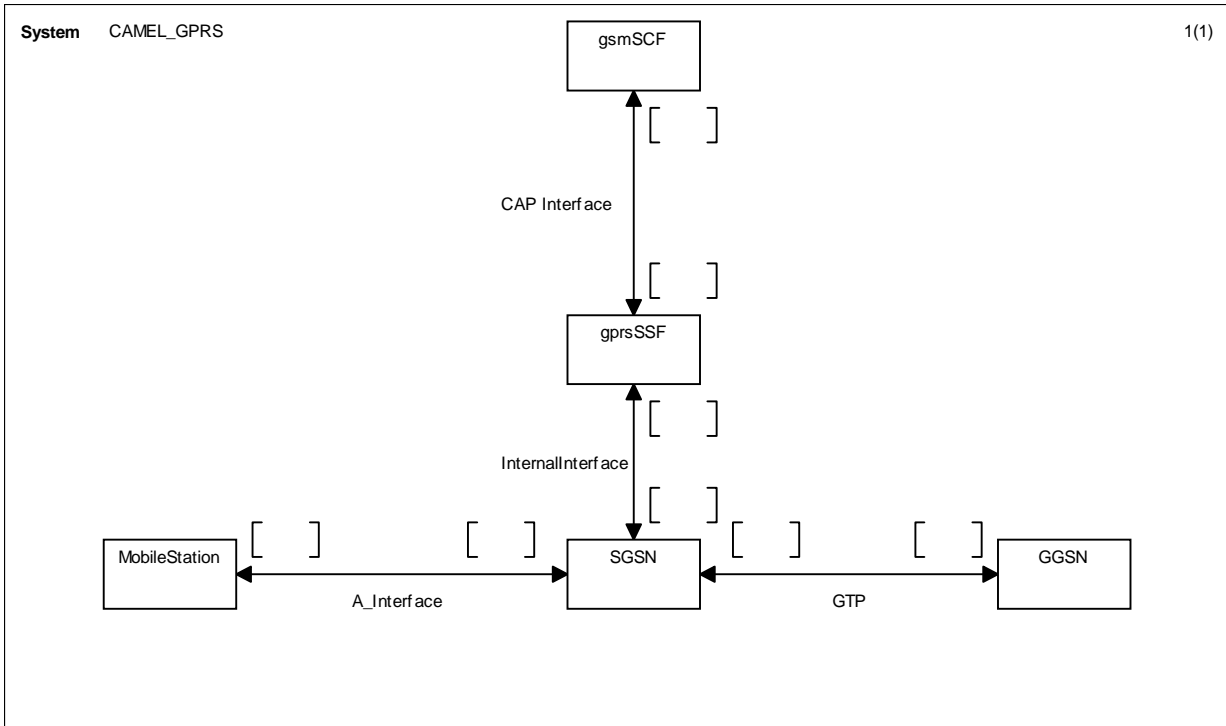 System CAMEL_GPRS 1(1)
gsmSCF
CAP Interface
gprsSSF
InternalInterface
MobileStation
SGSN
GGSN
A_Interface
GTP